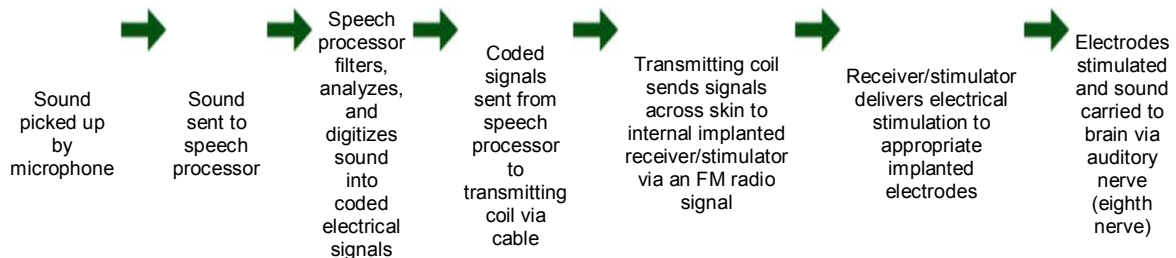 Sound
picked up
by
microphone
Sound
sent to
speech
processor
Speech
processor
filters,
analyzes,
and
digitizes
sound
into
coded
electrical
signals
Coded
signals
sent from
speech
processor
to
transmitting
coil via
cable
Transmitting coil
sends signals
across skin to
internal implanted
receiver/stimulator
via an FM radio
signal
Receiver/stimulator
delivers electrical
stimulation to
appropriate
implanted
electrodes
Electrodes
stimulated
and sound
carried to
brain via
auditory
nerve
(eighth
nerve)